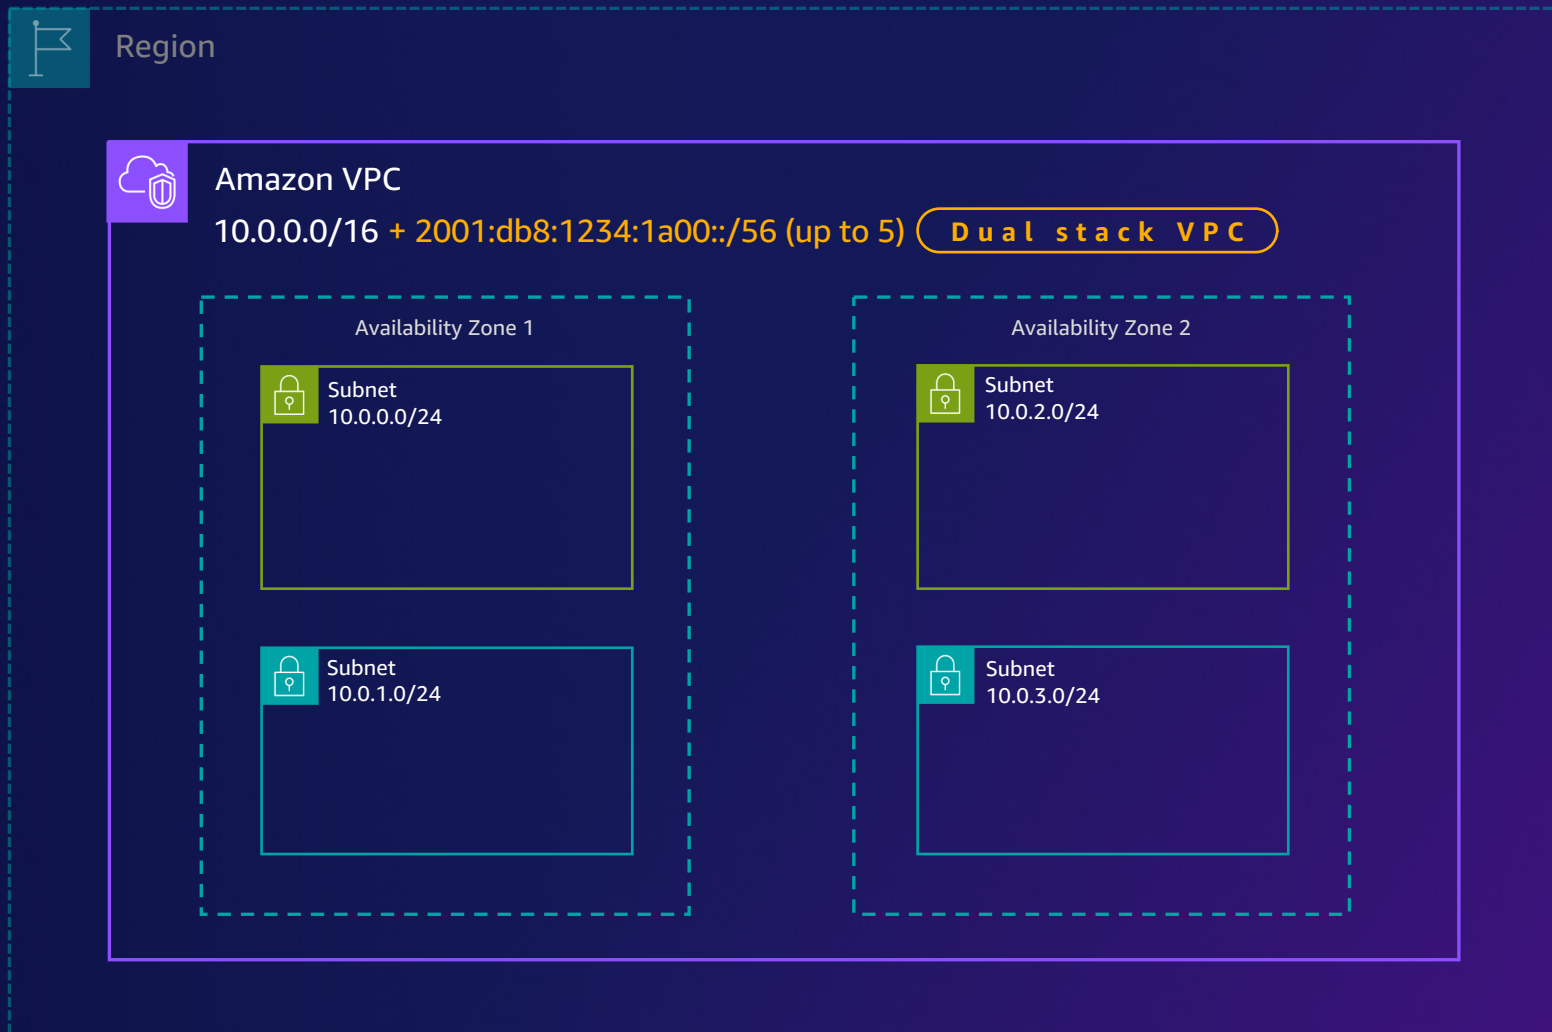 Region
Amazon VPC
10.0.0.0/16 + 2001:db8:1234:1a00::/56 (up to 5) Dual stack VPC
Availability Zone 1
Subnet
10.0.0.0/24
Subnet
10.0.1.0/24
Availability Zone 2
Subnet
10.0.2.0/24
Subnet
10.0.3.0/24